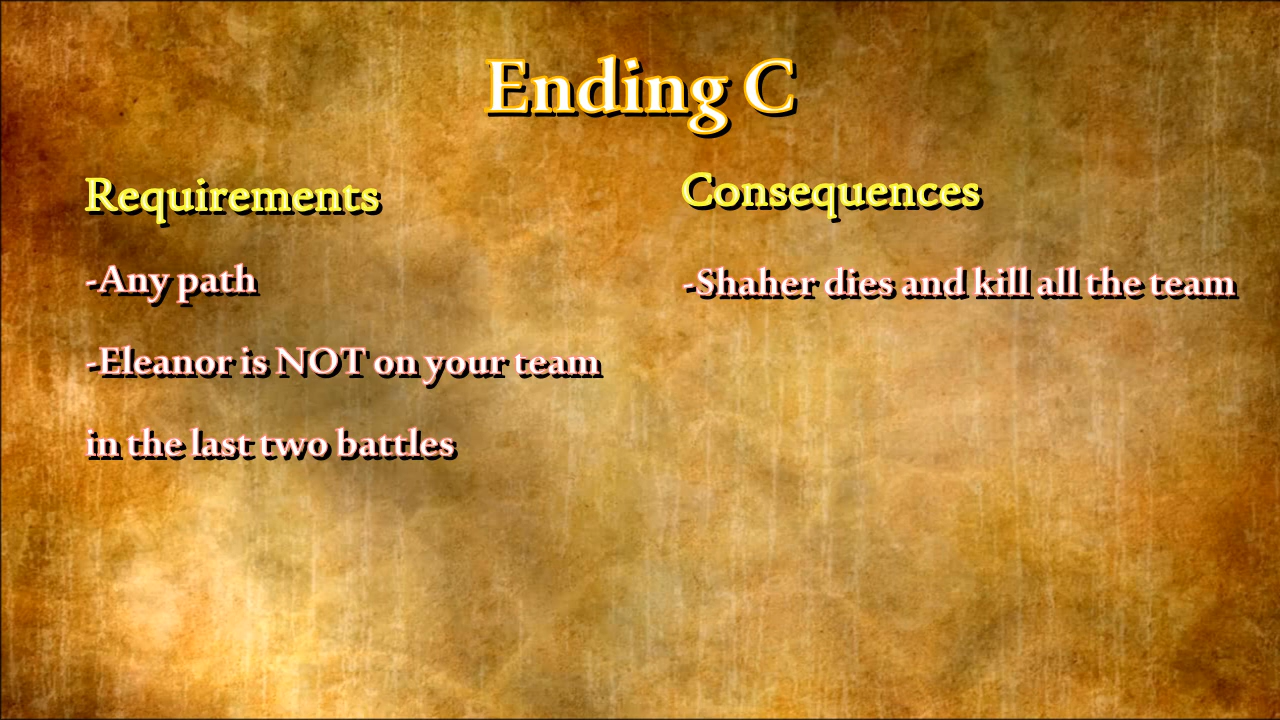 Ending C
Requirements
-Any path
-Eleanor is NOT on your team
in the last two battles
Consequences
-Shaher dies and kill all the team